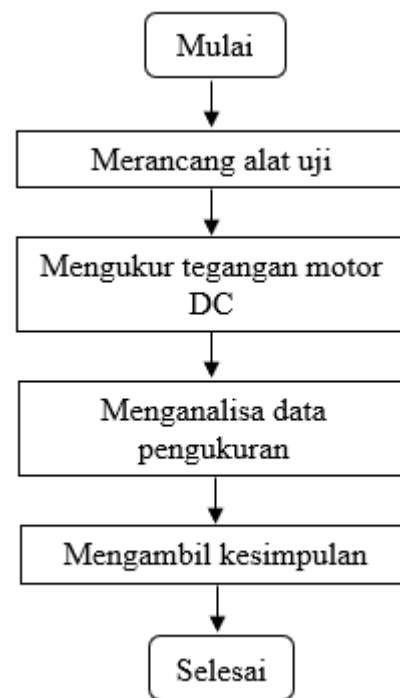 Mulai
Merancang alat uji
Mengukur tegangan motor
DC
Menganalisa data
pengukuran
Mengambil kesimpulan
Selesai